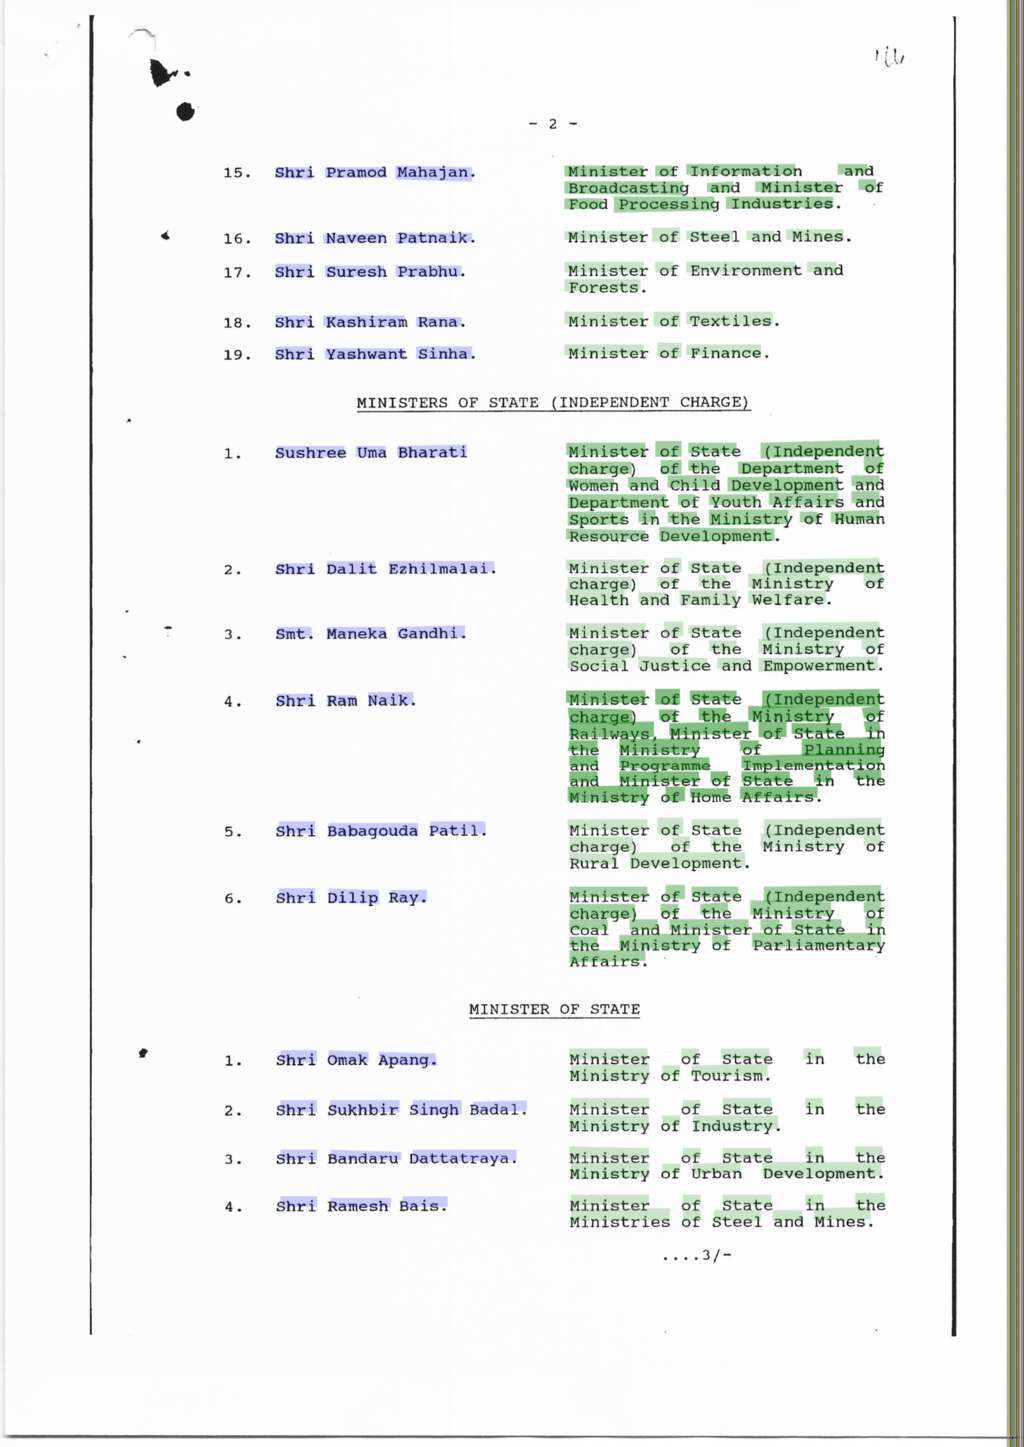 - 2 -
15. Shri Pramod Mahajan. Minister of Information and
Broadcasting and Minister of
Food Processing Industries.
16. Shri Naveen Patnaik. Minister of Steel and Mines.
17. Shri Suresh Prabhu. Minister of Environment and
Forests.
18. Shri Kashiram Rana. Minister of Textiles.
19. Shri Yashwant Sinha. Minister of Finance.
MINISTERS OF STATE (INDEPENDENT CHARGE)
1. Sushree Uma Bharati Minister of State (Independent
charge) of the Department of
Women and Child Development and
Department of Youth Affairs and
Sports in the Ministry of Human
Resource Development.
2. Shri Dalit Ezhilmalai. Minister of State (Independent
charge) of the Ministry of
Health and Family Welfare.
3. Smt. Maneka Gandhi. Minister of State (Independent
charge) of the Ministry of
Social Justice and Empowerment.
4. Shri Ram Naik. Minister of State (Independent
charge) of the Ministry of
Railways, Minister of State in
the Ministry of Planning
and Programme Implementation
and Minister of State in the
Ministry of Home Affairs.
5. Shri Babagouda Patil. Minister of State (Independent
charge) of the Ministry of
Rural Development.
6. Shri Dilip Ray. Minister of State (Independent
charge) of the Ministry of
Coal and Minister of State in
the Ministry of Parliamentary
Affairs.
MINISTER OF STATE
1. Shri Omak Apang. Minister of State in the
Ministry of Tourism.
2. Shri Sukhbir Singh Badal. Minister of State in the
Ministry of Industry.
3. Shri Bandaru Dattatraya. Minister of State in the
Ministry of Urban Development.
4. Shri Ramesh Bais. Minister of State in the
Ministries of Steel and Mines.
....3/-